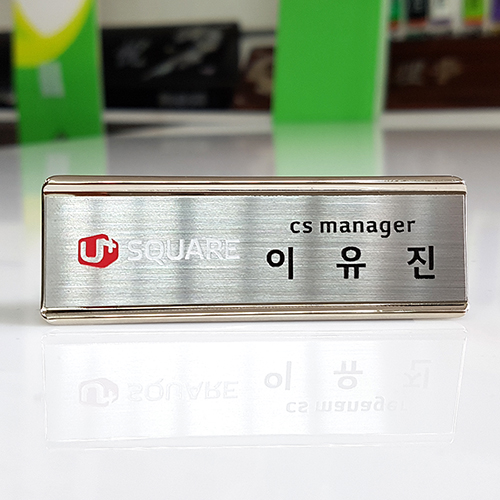 U+ SQUARE
cs manager
이 유 진